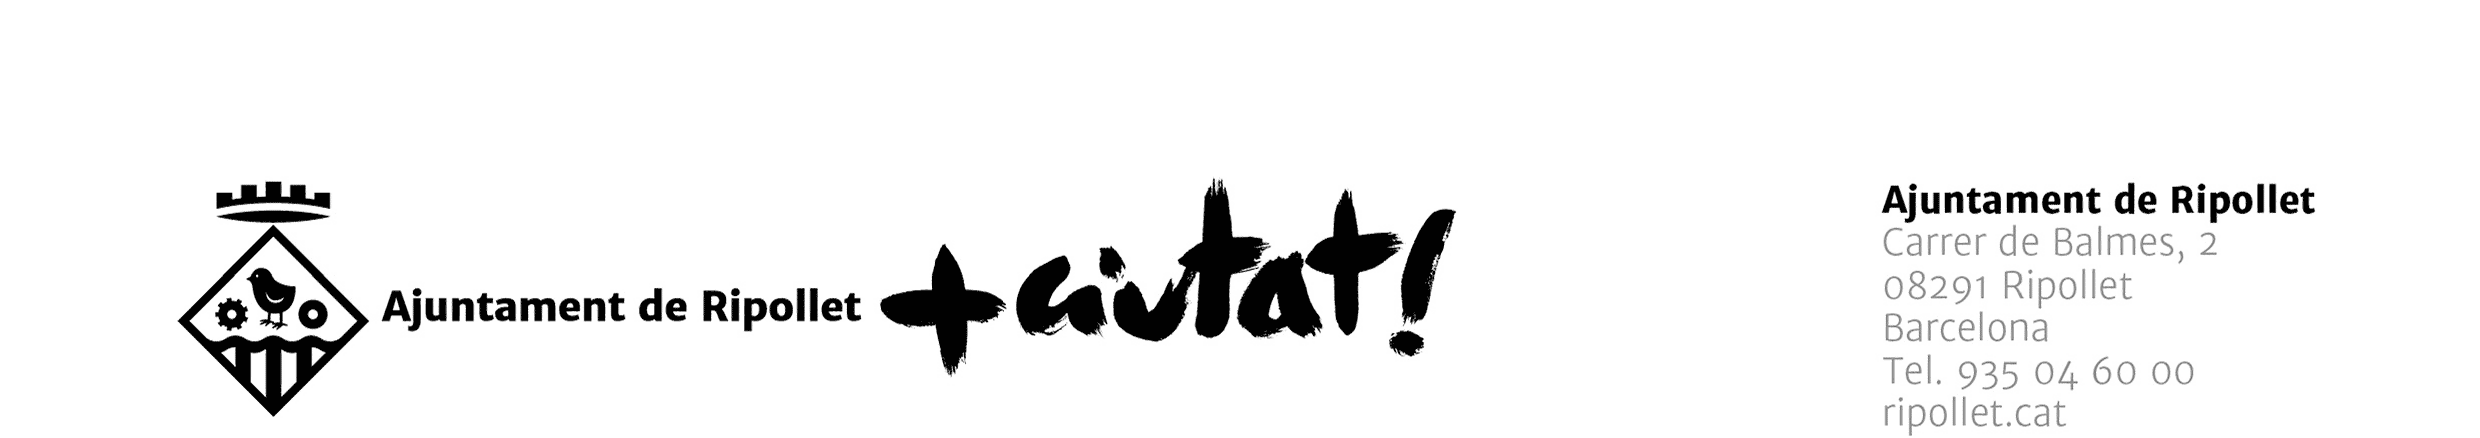 Ajuntament de Ripollet
+ciutat!
Ajuntament de Ripollet
Carrer de Balmes, 2
08291 Ripollet
Barcelona
Tel. 935 04 60 00
ripollet.cat